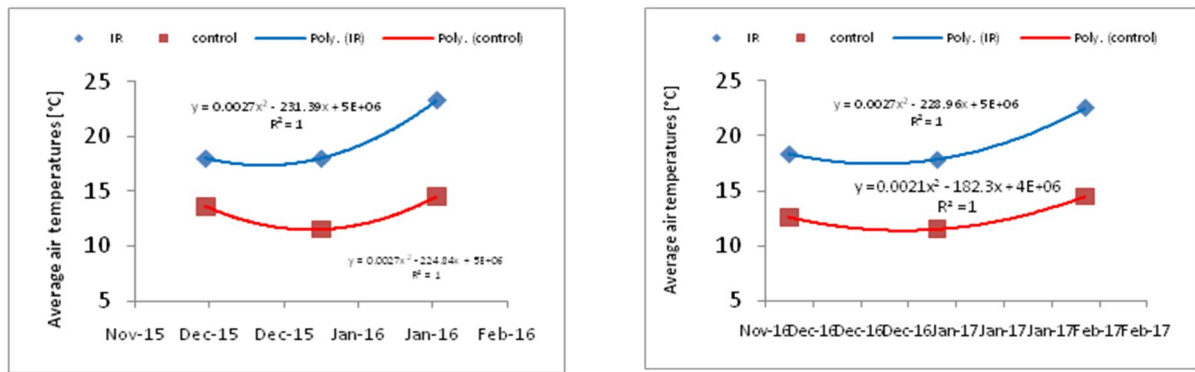 IR control Poly. (IR) Poly. (control)
Average air temperatures [°C]
25
20
15
10
5
y = 0.0027x² - 231.39x + 5E+06
R² = 1
y = 0.0027x² - 224.84x + 5E+06
R² = 1
Nov-15 Dec-15 Dec-15 Jan-16 Jan-16 Feb-16
IR control Poly. (IR) Poly. (control)
Average air temperatures [°C]
25
20
15
10
5
y = 0.0027x² - 228.96x + 5E+06
R² = 1
y = 0.0021x² - 182.3x + 4E+06
R² = 1
Nov-16 Dec-16 Dec-16 Dec-16 Jan-17 Jan-17 Jan-17 Feb-17 Feb-17